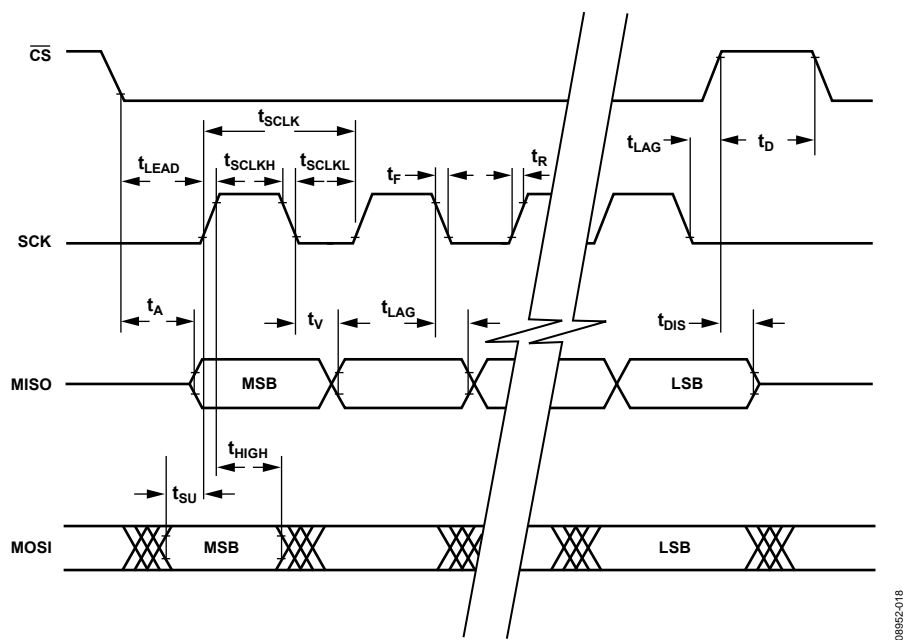 CS
tSCLK
tLEAD
tSCLKH
tSCLKL
tF
tR
tLAG
tD
SCK
tA
tV
tLAG
tDIS
MISO
MSB
LSB
tHIGH
tSU
MOSI
MSB
LSB
08952-018